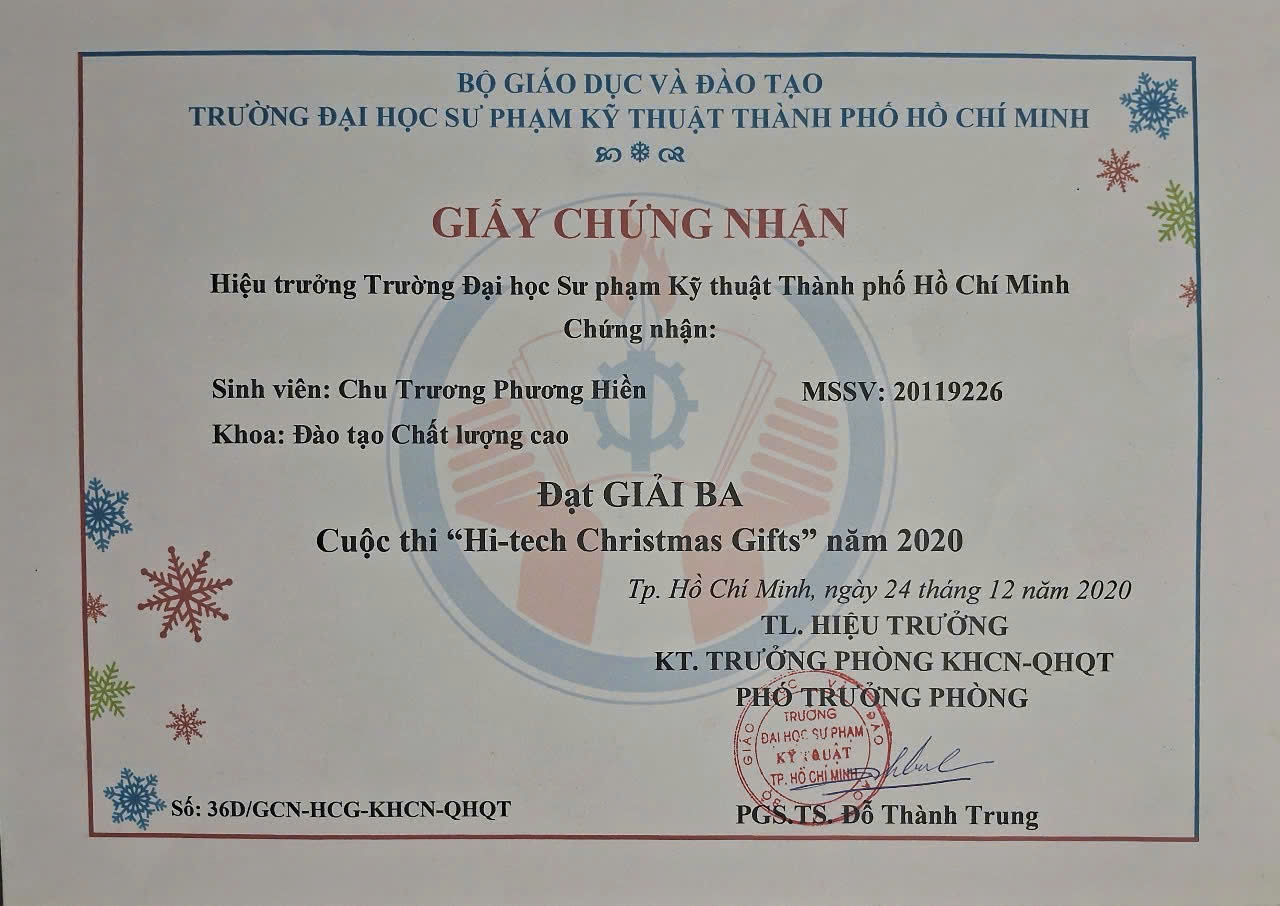 BỘ GIÁO DỤC VÀ ĐÀO TẠO
TRƯỜNG ĐẠI HỌC SƯ PHẠM KỸ THUẬT THÀNH PHỐ HỒ CHÍ MINH
GIẤY CHỨNG NHẬN
Hiệu trưởng Trường Đại học Sư phạm Kỹ thuật Thành phố Hồ Chí Minh
Chứng nhận:
Sinh viên: Chu Trương Phương Hiền MSSV: 20119226
Khoa: Đào tạo Chất lượng cao
Đạt GIẢI BA
Cuộc thi “Hi-tech Christmas Gifts” năm 2020
Tp. Hồ Chí Minh, ngày 24 tháng 12 năm 2020
TL. HIỆU TRƯỞNG
KT. TRƯỞNG PHÒNG KHCN-QHQT
PHÓ TRƯỞNG PHÒNG
TRƯỜNG
ĐẠI HỌC SƯ PHẠM
KỸ THUẬT
TP. HỒ CHÍ MINH
PGS.TS. Đỗ Thành Trung
Số: 36D/GCN-HCG-KHCN-QHQT